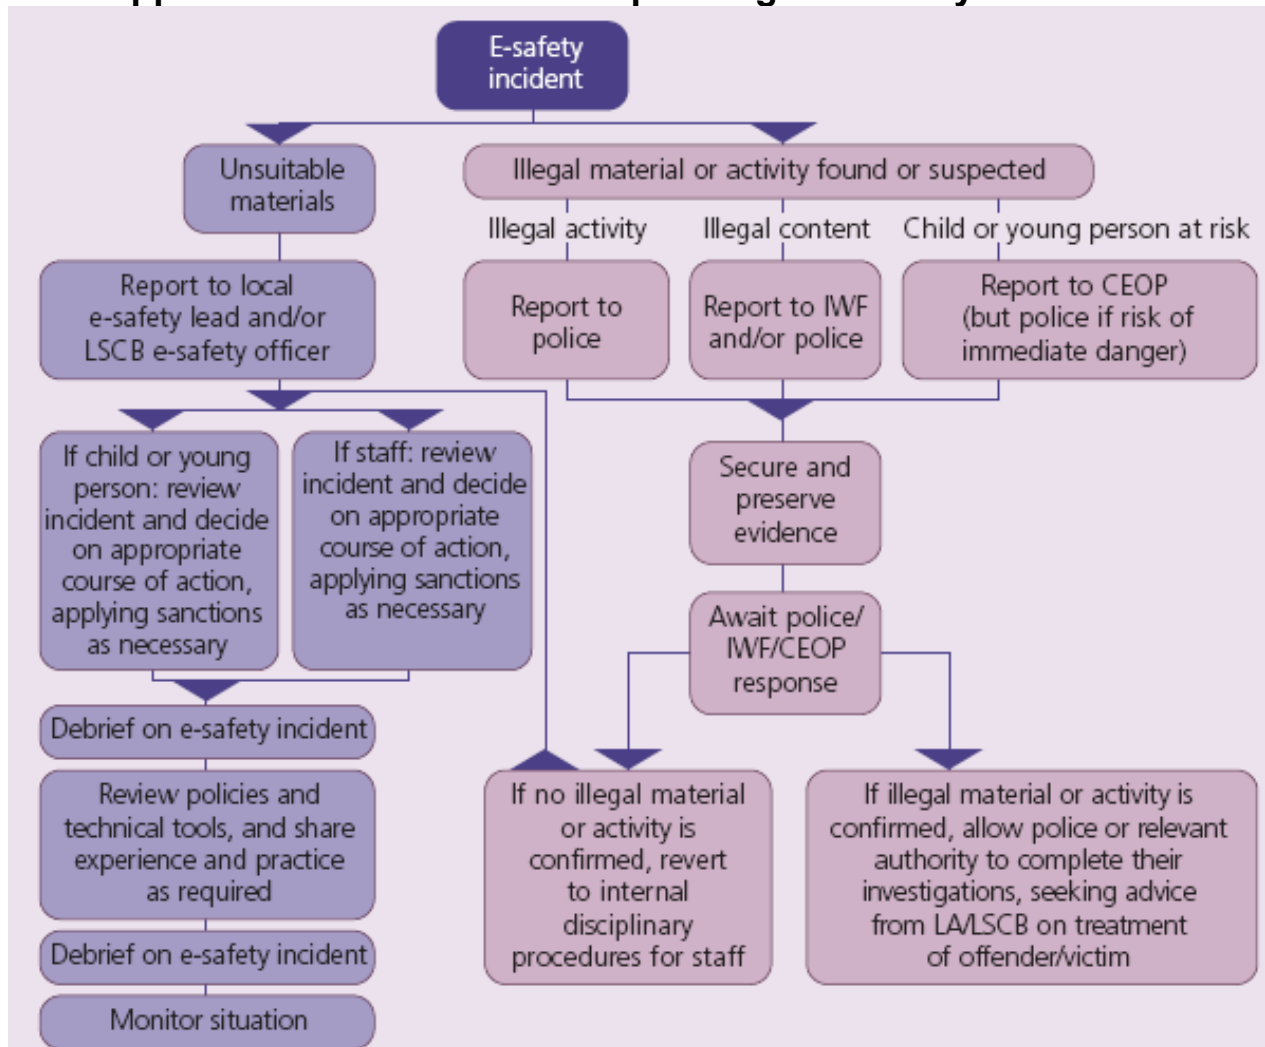 E-safety
incident
Unsuitable
materials
Illegal material or activity found or suspected
Illegal activity
Illegal content
Child or young person at risk
Report to local
e-safety lead and/or
LSCB e-safety officer
Report to
police
Report to IWF
and/or police
Report to CEOP
(but police if risk of
immediate danger)
If child or young
person: review
incident and decide
on appropriate
course of action,
applying sanctions
as necessary
If staff: review
incident and decide
on appropriate
course of action,
applying sanctions
as necessary
Secure and
preserve
evidence
Await police/
IWF/CEOP
response
Debrief on e-safety incident
Review policies and
technical tools, and share
experience and practice
as required
Debrief on e-safety incident
Monitor situation
If no illegal material
or activity is
confirmed, revert
to internal
disciplinary
procedures for staff
If illegal material or activity is
confirmed, allow police or relevant
authority to complete their
investigations, seeking advice
from LA/LSCB on treatment
of offender/victim